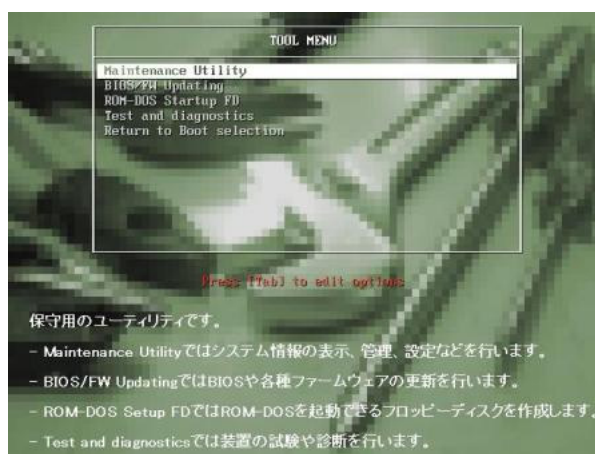 TOOL MENU
Maintenance Utility
BIOS/FW Updating
ROM-DOS Startup FD
Test and diagnostics
Return to Boot selection
Press [Tab] to edit options
保守用のユーティリティです。
- Maintenance Utilityではシステム情報の表示、管理、設定などを行います。
- BIOS/FW UpdatingではBIOSや各種ファームウェアの更新を行います。
- ROM-DOS Setup FDではROM-DOSを起動できるフロッピーディスクを作成します。
- Test and diagnosticsでは装置の試験や診断を行います。